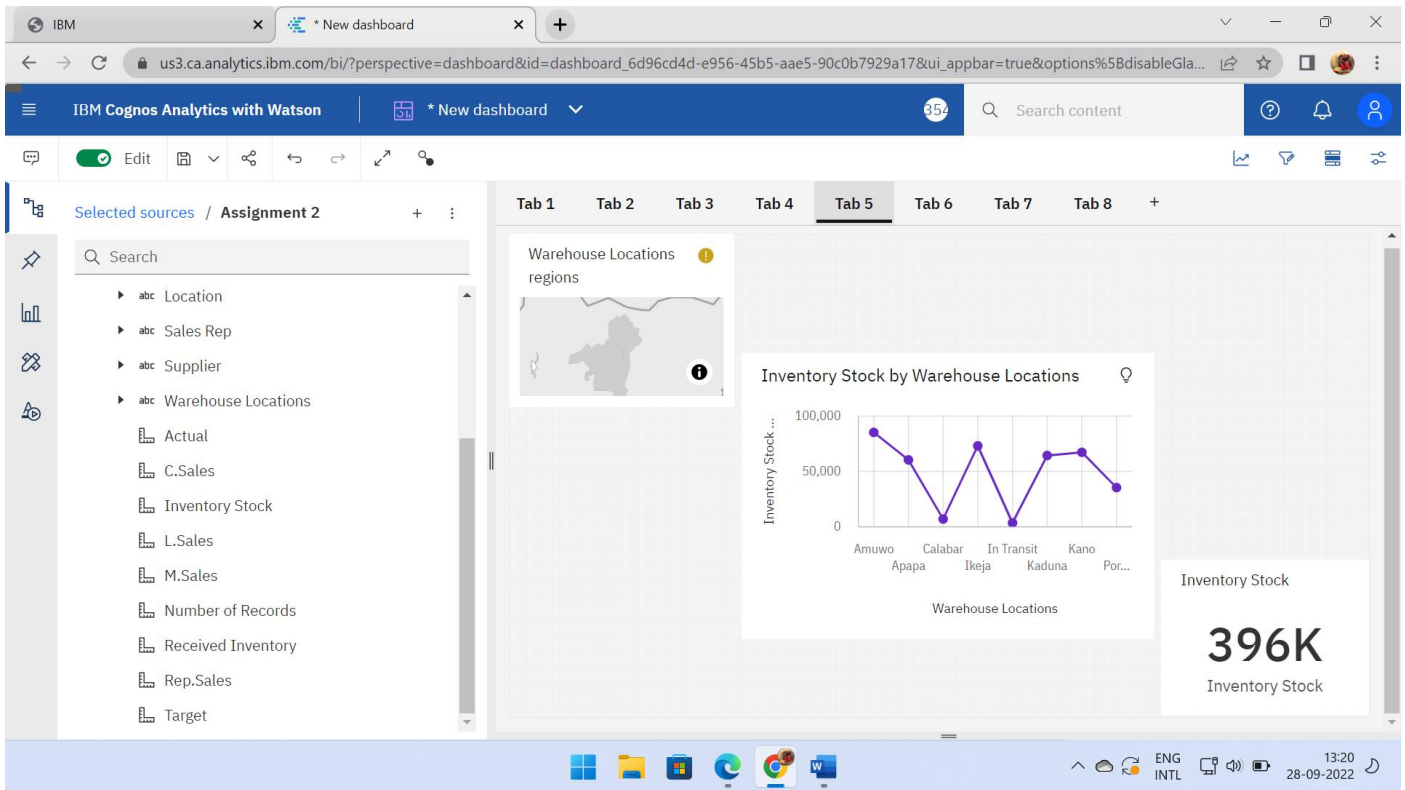 IBM
* New dashboard
us3.ca.analytics.ibm.com/bi/?perspective=dashboard&id=dashboard_6d96cd4d-e956-45b5-aae5-90c0b7929a17&ui_appbar=true&options%5BdisableGla...
IBM Cognos Analytics with Watson
* New dashboard
354
Search content
Edit
Selected sources / Assignment 2
Tab 1 Tab 2 Tab 3 Tab 4 Tab 5 Tab 6 Tab 7 Tab 8 +
Search
abc Location
abc Sales Rep
abc Supplier
abc Warehouse Locations
Actual
C.Sales
Inventory Stock
L.Sales
M.Sales
Number of Records
Received Inventory
Rep.Sales
Target
Warehouse Locations
regions
Inventory Stock by Warehouse Locations
Inventory Stock ...
100,000
50,000
0
Amuwo Calabar In Transit Kano
Apapa Ikeja Kaduna Por...
Warehouse Locations
Inventory Stock
396K
Inventory Stock
ENG
INTL
13:20
28-09-2022